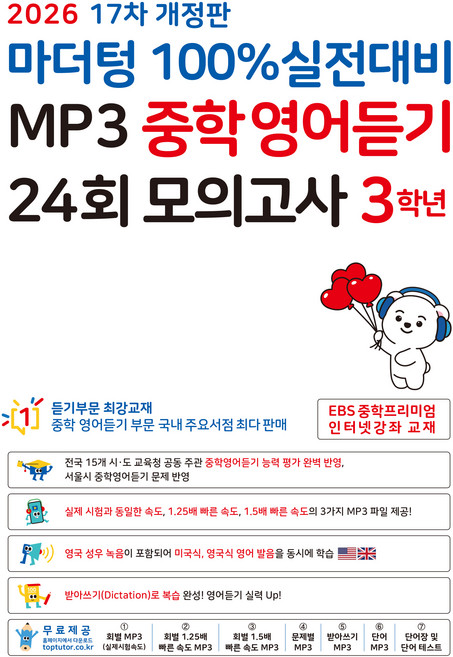 2026 17차 개정판
마더텅 100%실전대비
MP3 중학영어듣기
24회 모의고사 3학년
1
듣기부문 최강교재
중학 영어듣기 부문 국내 주요서점 최다 판매
EBS 중학프리미엄
인터넷강좌 교재
전국 15개 시·도 교육청 공동 주관 중학영어듣기 능력 평가 완벽 반영,
서울시 중학영어듣기 문제 반영
실제 시험과 동일한 속도, 1.25배 빠른 속도, 1.5배 빠른 속도의 3가지 MP3 파일 제공!
영국 성우 녹음이 포함되어 미국식, 영국식 영어 발음을 동시에 학습
받아쓰기(Dictation)로 복습 완성! 영어듣기 실력 Up!
무료제공
홈페이지에서 다운로드
toptutor.co.kr
① 회별 MP3 (실제시험속도)
② 회별 1.25배 빠른 속도 MP3
③ 회별 1.5배 빠른 속도 MP3
④ 문제별 MP3
⑤ 받아쓰기 MP3
⑥ 단어 MP3
⑦ 단어장 및 단어 테스트